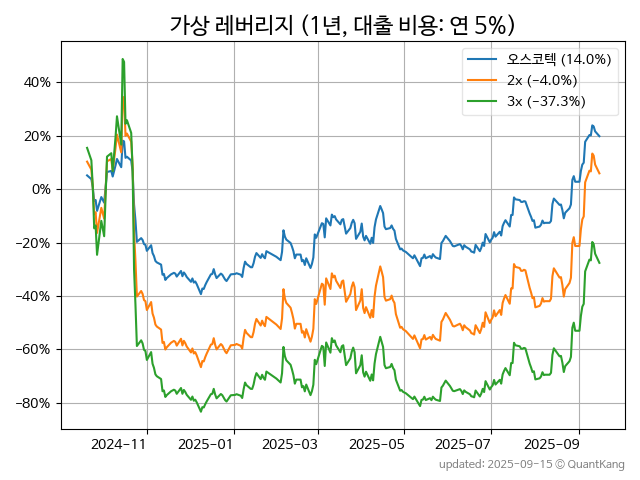 가상 레버리지 (1년, 대출 비용: 연 5%)
오스코텍 (14.0%)
2x (−4.0%)
3x (−37.3%)
40%
20%
0%
−20%
−40%
−60%
−80%
2024-11
2025-01
2025-03
2025-05
2025-07
2025-09
updated: 2025-09-15 © QuantKang